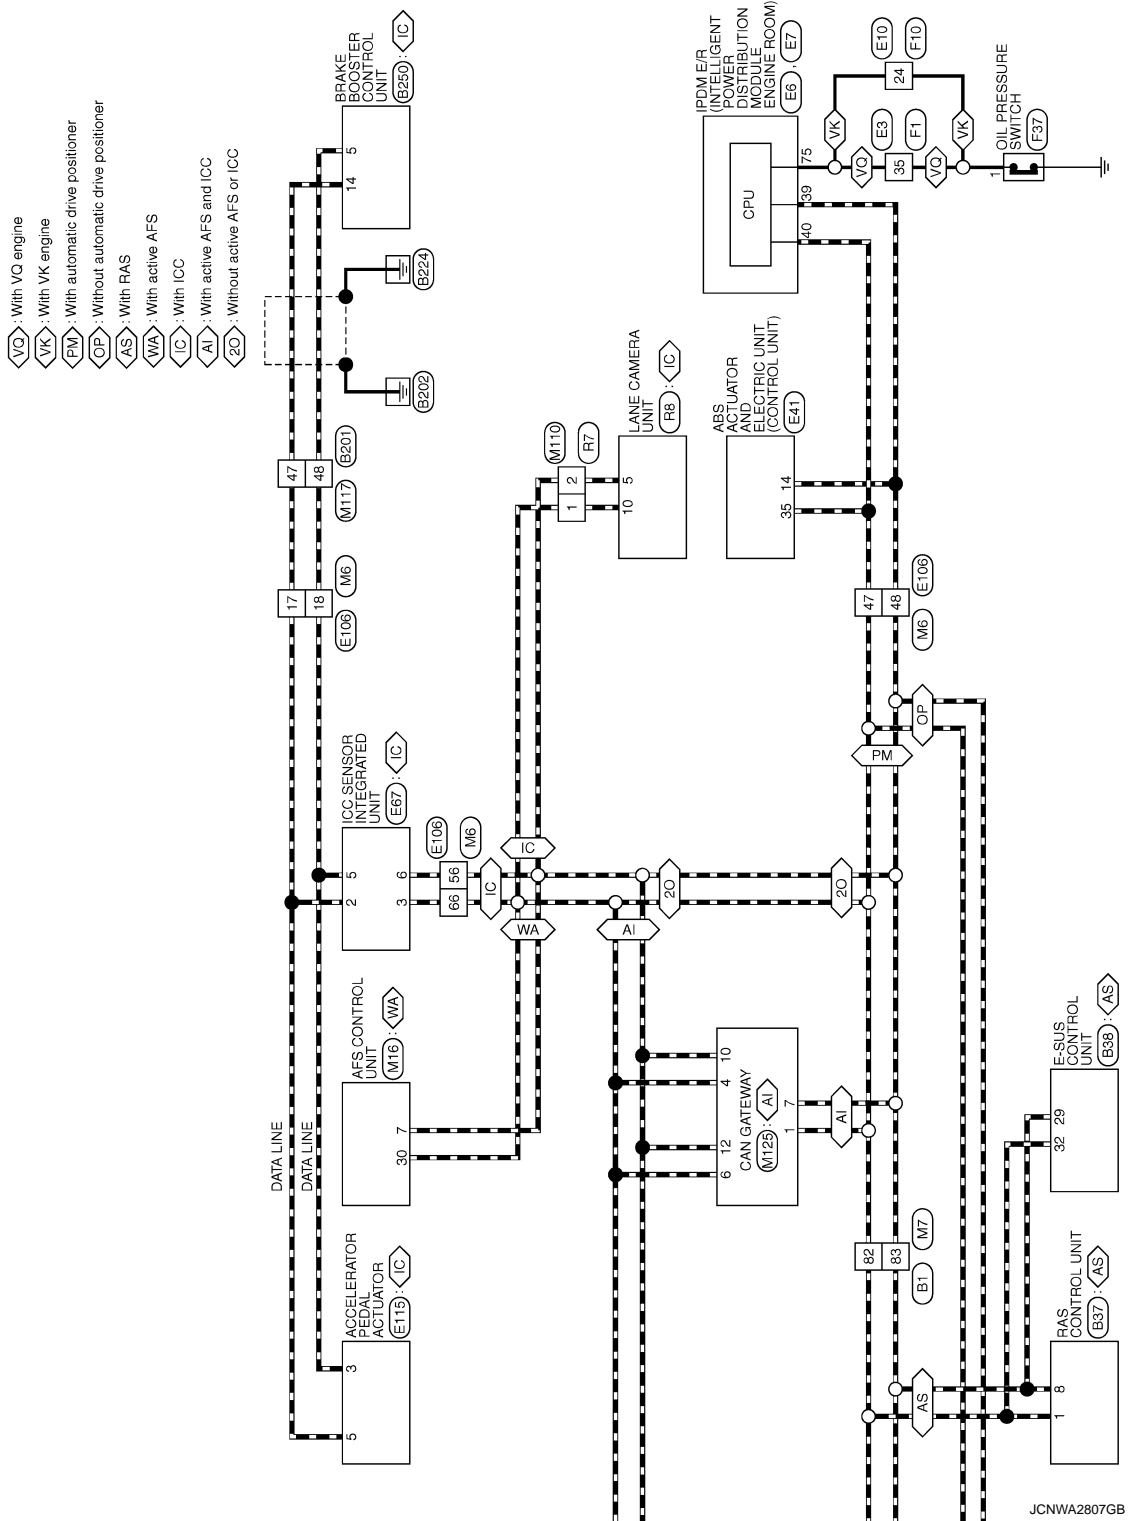 VQ : With VQ engine
VK : With VK engine
PM : With automatic drive positioner
OP : Without automatic drive positioner
AS : With RAS
WA : With active AFS
IC : With ICC
AI : With active AFS and ICC
2O : Without active AFS or ICC
DATA LINE
DATA LINE
ACCELERATOR
PEDAL
ACTUATOR
E115 : IC
5
3
AFS CONTROL
UNIT
M16 : WA
30
7
ICC SENSOR
INTEGRATED
UNIT
E67 : IC
2
5
3
6
66
56
E106
M6
IC
17
18
E106
M6
47
48
M117
B201
B202
B224
BRAKE
BOOSTER
CONTROL
UNIT
B250 : IC
14
5
WA
IC
AI
2O
2O
1
2
M110
R7
LANE CAMERA
UNIT
R8 : IC
10
5
CAN GATEWAY
M125 : AI
6
12
4
10
1
7
AI
ABS
ACTUATOR
AND
ELECTRIC UNIT
(CONTROL UNIT)
E41
35
14
IPDM E/R
(INTELLIGENT
POWER
DISTRIBUTION
MODULE
ENGINE ROOM)
E6 , E7
CPU
40
39
75
VK
VQ
24
E10
F10
35
E3
F1
VK
VQ
OIL PRESSURE
SWITCH
F37
1
82
83
B1
M7
PM
OP
47
48
M6
E106
AS
RAS
CONTROL UNIT
B37 : AS
1
8
E-SUS
CONTROL
UNIT
B38 : AS
32
29
JCNWA2807GB